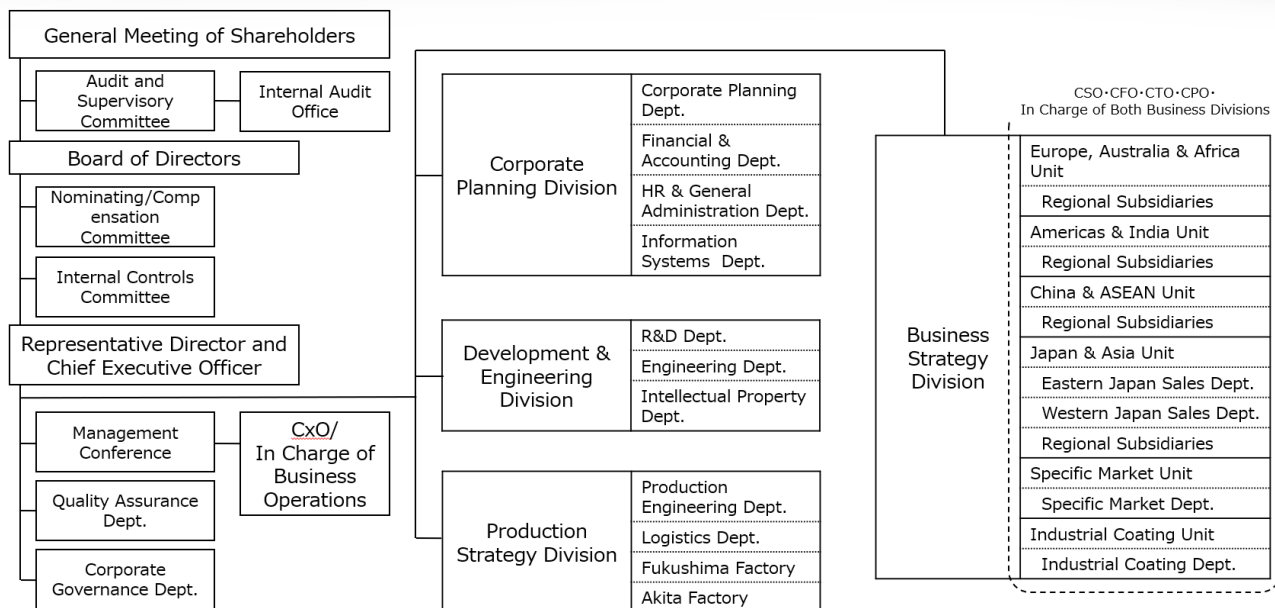 General Meeting of Shareholders
Audit and
Supervisory
Committee
Internal Audit
Office
Board of Directors
Nominating/Comp
ensation
Committee
Internal Controls
Committee
Representative Director and
Chief Executive Officer
Management
Conference
CxO/
In Charge of
Business
Operations
Quality Assurance
Dept.
Corporate
Governance Dept.
Corporate
Planning Division
Corporate Planning
Dept.
Financial &
Accounting Dept.
HR & General
Administration Dept.
Information
Systems Dept.
Development &
Engineering
Division
R&D Dept.
Engineering Dept.
Intellectual Property
Dept.
Production
Strategy Division
Production
Engineering Dept.
Logistics Dept.
Fukushima Factory
Akita Factory
CSO・CFO・CTO・CPO・
In Charge of Both Business Divisions
Business
Strategy
Division
Europe, Australia & Africa
Unit
Regional Subsidiaries
Americas & India Unit
Regional Subsidiaries
China & ASEAN Unit
Regional Subsidiaries
Japan & Asia Unit
Eastern Japan Sales Dept.
Western Japan Sales Dept.
Regional Subsidiaries
Specific Market Unit
Specific Market Dept.
Industrial Coating Unit
Industrial Coating Dept.